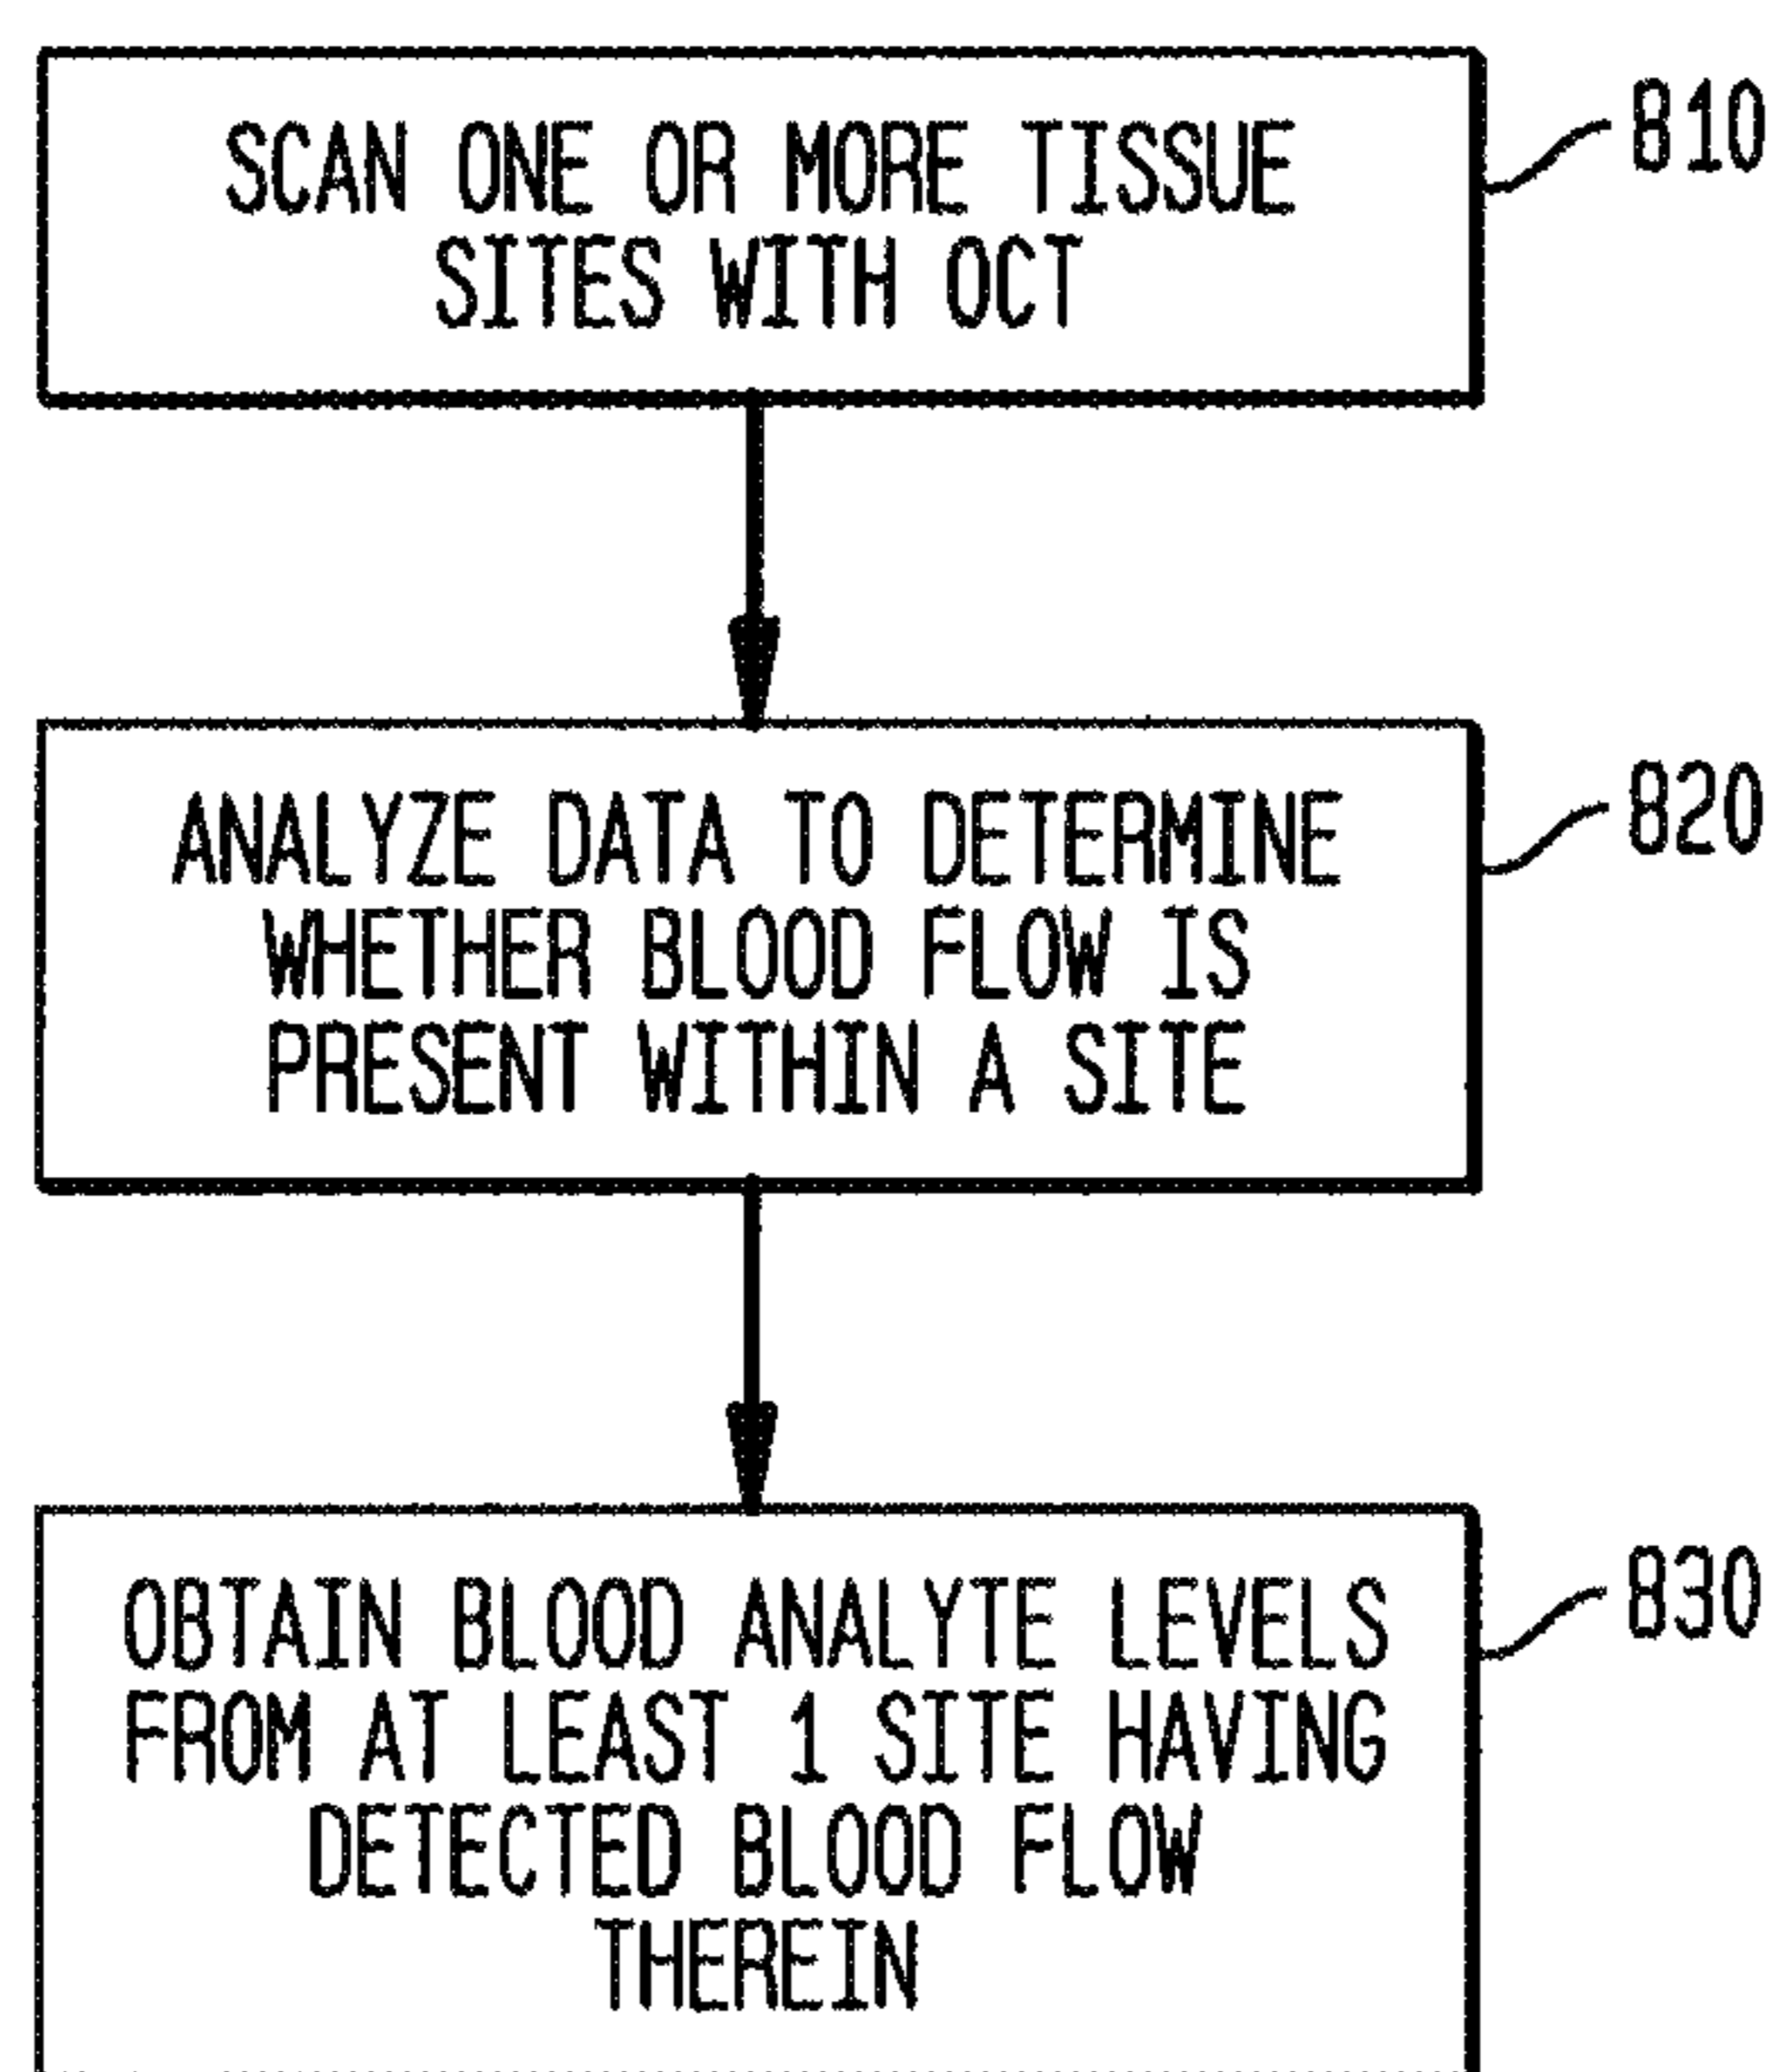 SCAN ONE OR MORE TISSUE
SITES WITH OCT
810
ANALYZE DATA TO DETERMINE
WHETHER BLOOD FLOW IS
PRESENT WITHIN A SITE
820
OBTAIN BLOOD ANALYTE LEVELS
FROM AT LEAST 1 SITE HAVING
DETECTED BLOOD FLOW
THEREIN
830